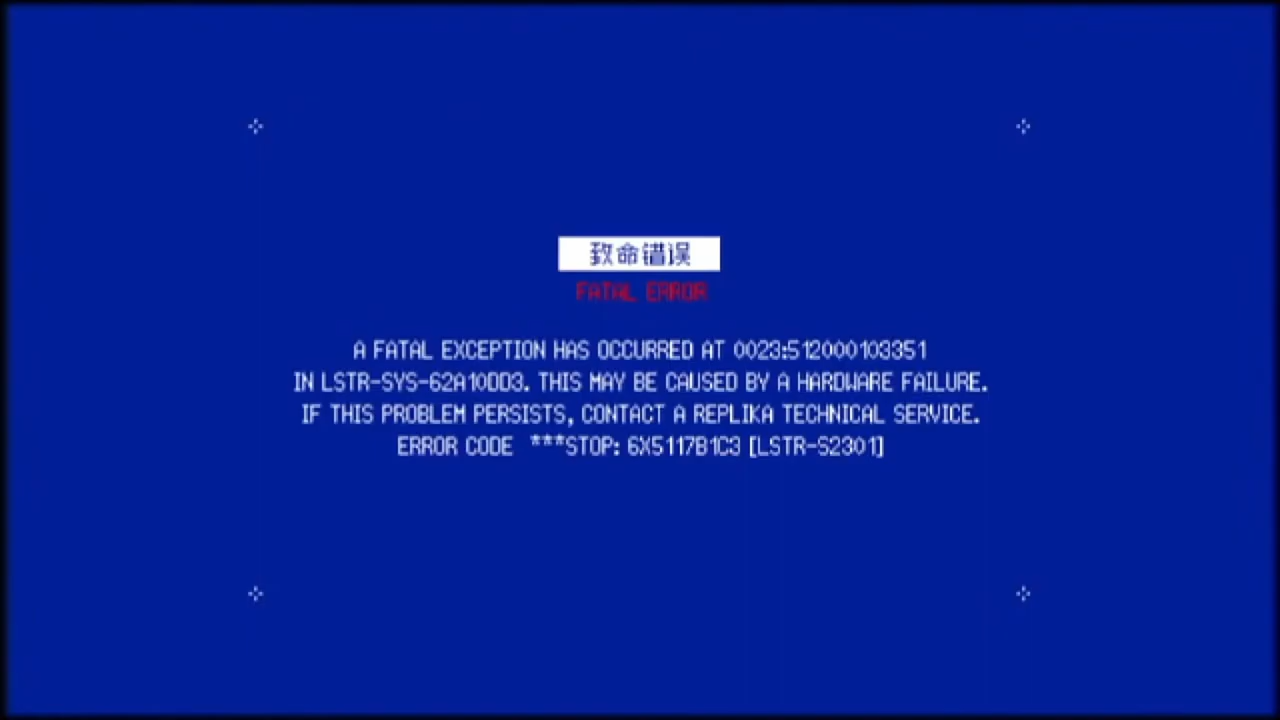 致命错误
FATAL ERROR
A FATAL EXCEPTION HAS OCCURRED AT 0023:512000103351
IN LSTR-SYS-62A10DD3. THIS MAY BE CAUSED BY A HARDWARE FAILURE.
IF THIS PROBLEM PERSISTS, CONTACT A REPLIKA TECHNICAL SERVICE.
ERROR CODE ***STOP: 6X5117B1C3 [LSTR-S2301]